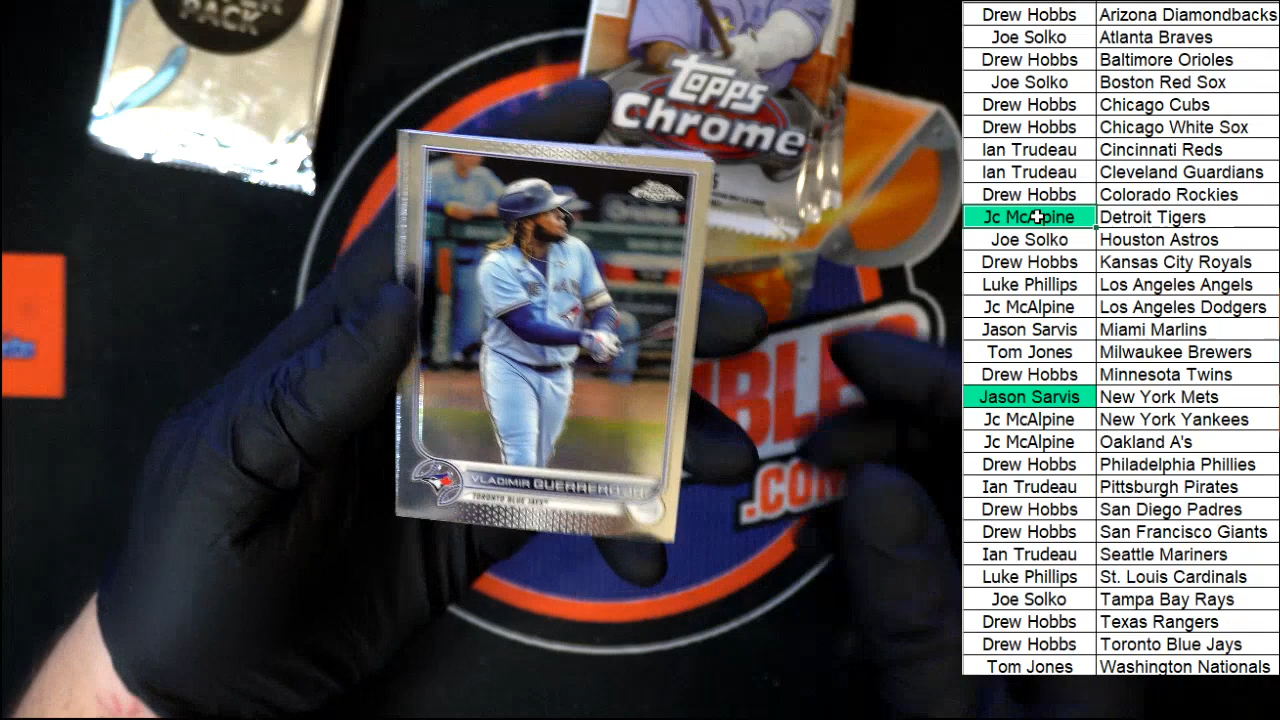 PACK
TOPPS
Chrome
VLADIMIR GUERRERO JR.
TORONTO BLUE JAYS
.COM
Drew Hobbs Arizona Diamondbacks
Joe Solko Atlanta Braves
Drew Hobbs Baltimore Orioles
Joe Solko Boston Red Sox
Drew Hobbs Chicago Cubs
Drew Hobbs Chicago White Sox
Ian Trudeau Cincinnati Reds
Ian Trudeau Cleveland Guardians
Drew Hobbs Colorado Rockies
Jc McAlpine Detroit Tigers
Joe Solko Houston Astros
Drew Hobbs Kansas City Royals
Luke Phillips Los Angeles Angels
Jc McAlpine Los Angeles Dodgers
Jason Sarvis Miami Marlins
Tom Jones Milwaukee Brewers
Drew Hobbs Minnesota Twins
Jason Sarvis New York Mets
Jc McAlpine New York Yankees
Jc McAlpine Oakland A's
Drew Hobbs Philadelphia Phillies
Ian Trudeau Pittsburgh Pirates
Drew Hobbs San Diego Padres
Drew Hobbs San Francisco Giants
Ian Trudeau Seattle Mariners
Luke Phillips St. Louis Cardinals
Joe Solko Tampa Bay Rays
Drew Hobbs Texas Rangers
Drew Hobbs Toronto Blue Jays
Tom Jones Washington Nationals